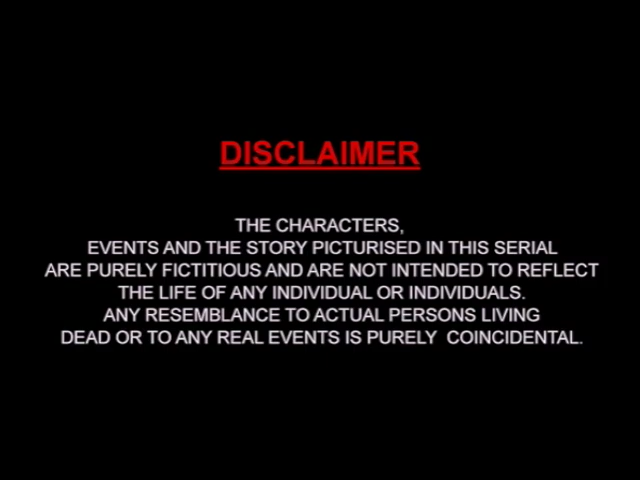 DISCLAIMER
THE CHARACTERS,
EVENTS AND THE STORY PICTURISED IN THIS SERIAL
ARE PURELY FICTITIOUS AND ARE NOT INTENDED TO REFLECT
THE LIFE OF ANY INDIVIDUAL OR INDIVIDUALS.
ANY RESEMBLANCE TO ACTUAL PERSONS LIVING
DEAD OR TO ANY REAL EVENTS IS PURELY  COINCIDENTAL.